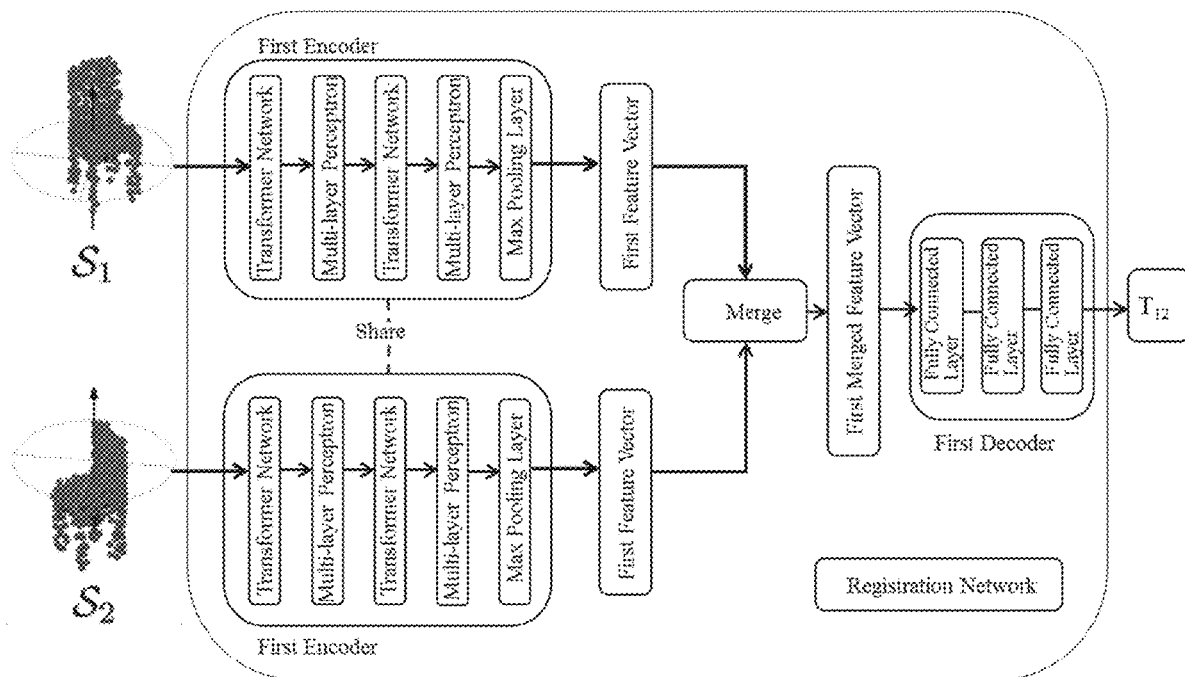 First Encoder
Transformer Network
Multi-layer Perceptron
Transformer Network
Multi-layer Perceptron
Max Pooling Layer
First Feature Vector
S1
Share
Merge
First Merged Feature Vector
Fully Connected
Layer
Fully Connected
Layer
Fully Connected
Layer
T12
First Decoder
Transformer Network
Multi-layer Perceptron
Transformer Network
Multi-layer Perceptron
Max Pooling Layer
First Feature Vector
S2
First Encoder
Registration Network